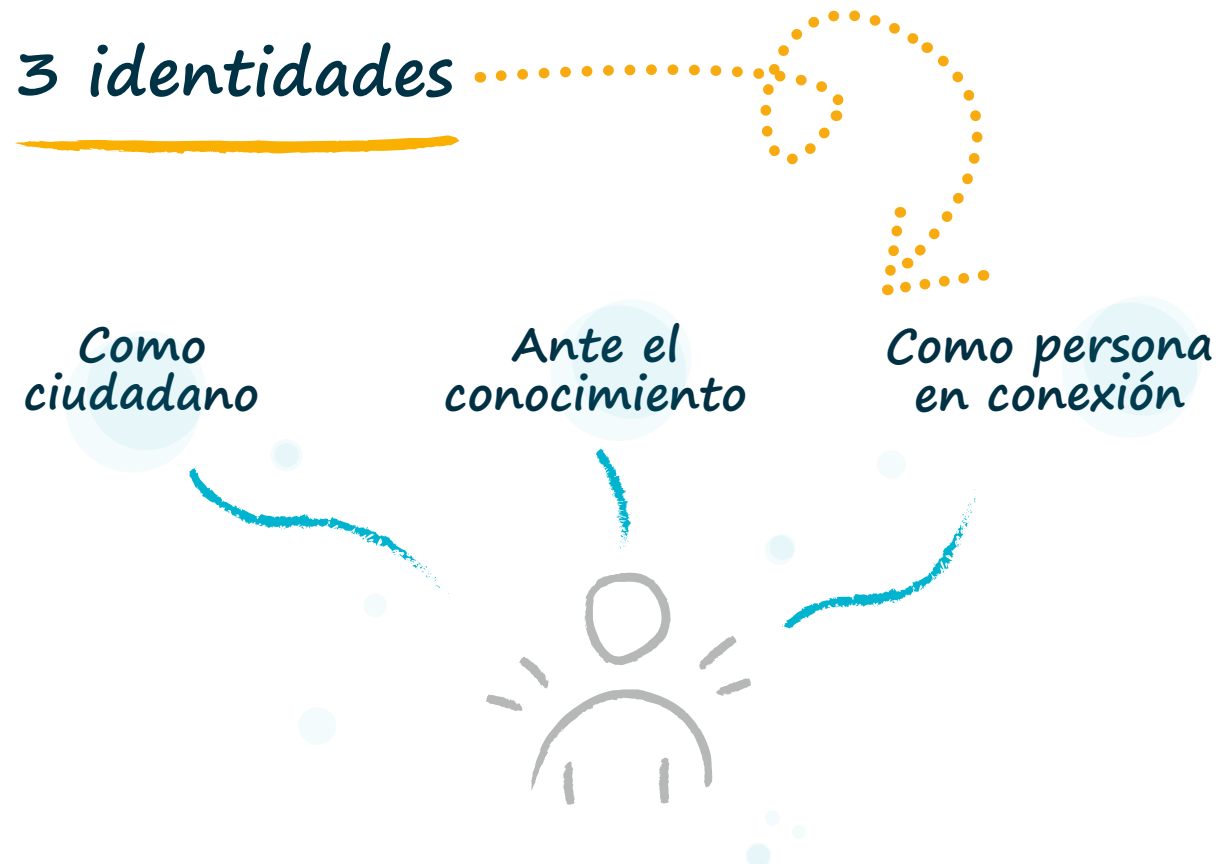 3 identidades
Como
ciudadano
Ante el
conocimiento
Como persona
en conexión